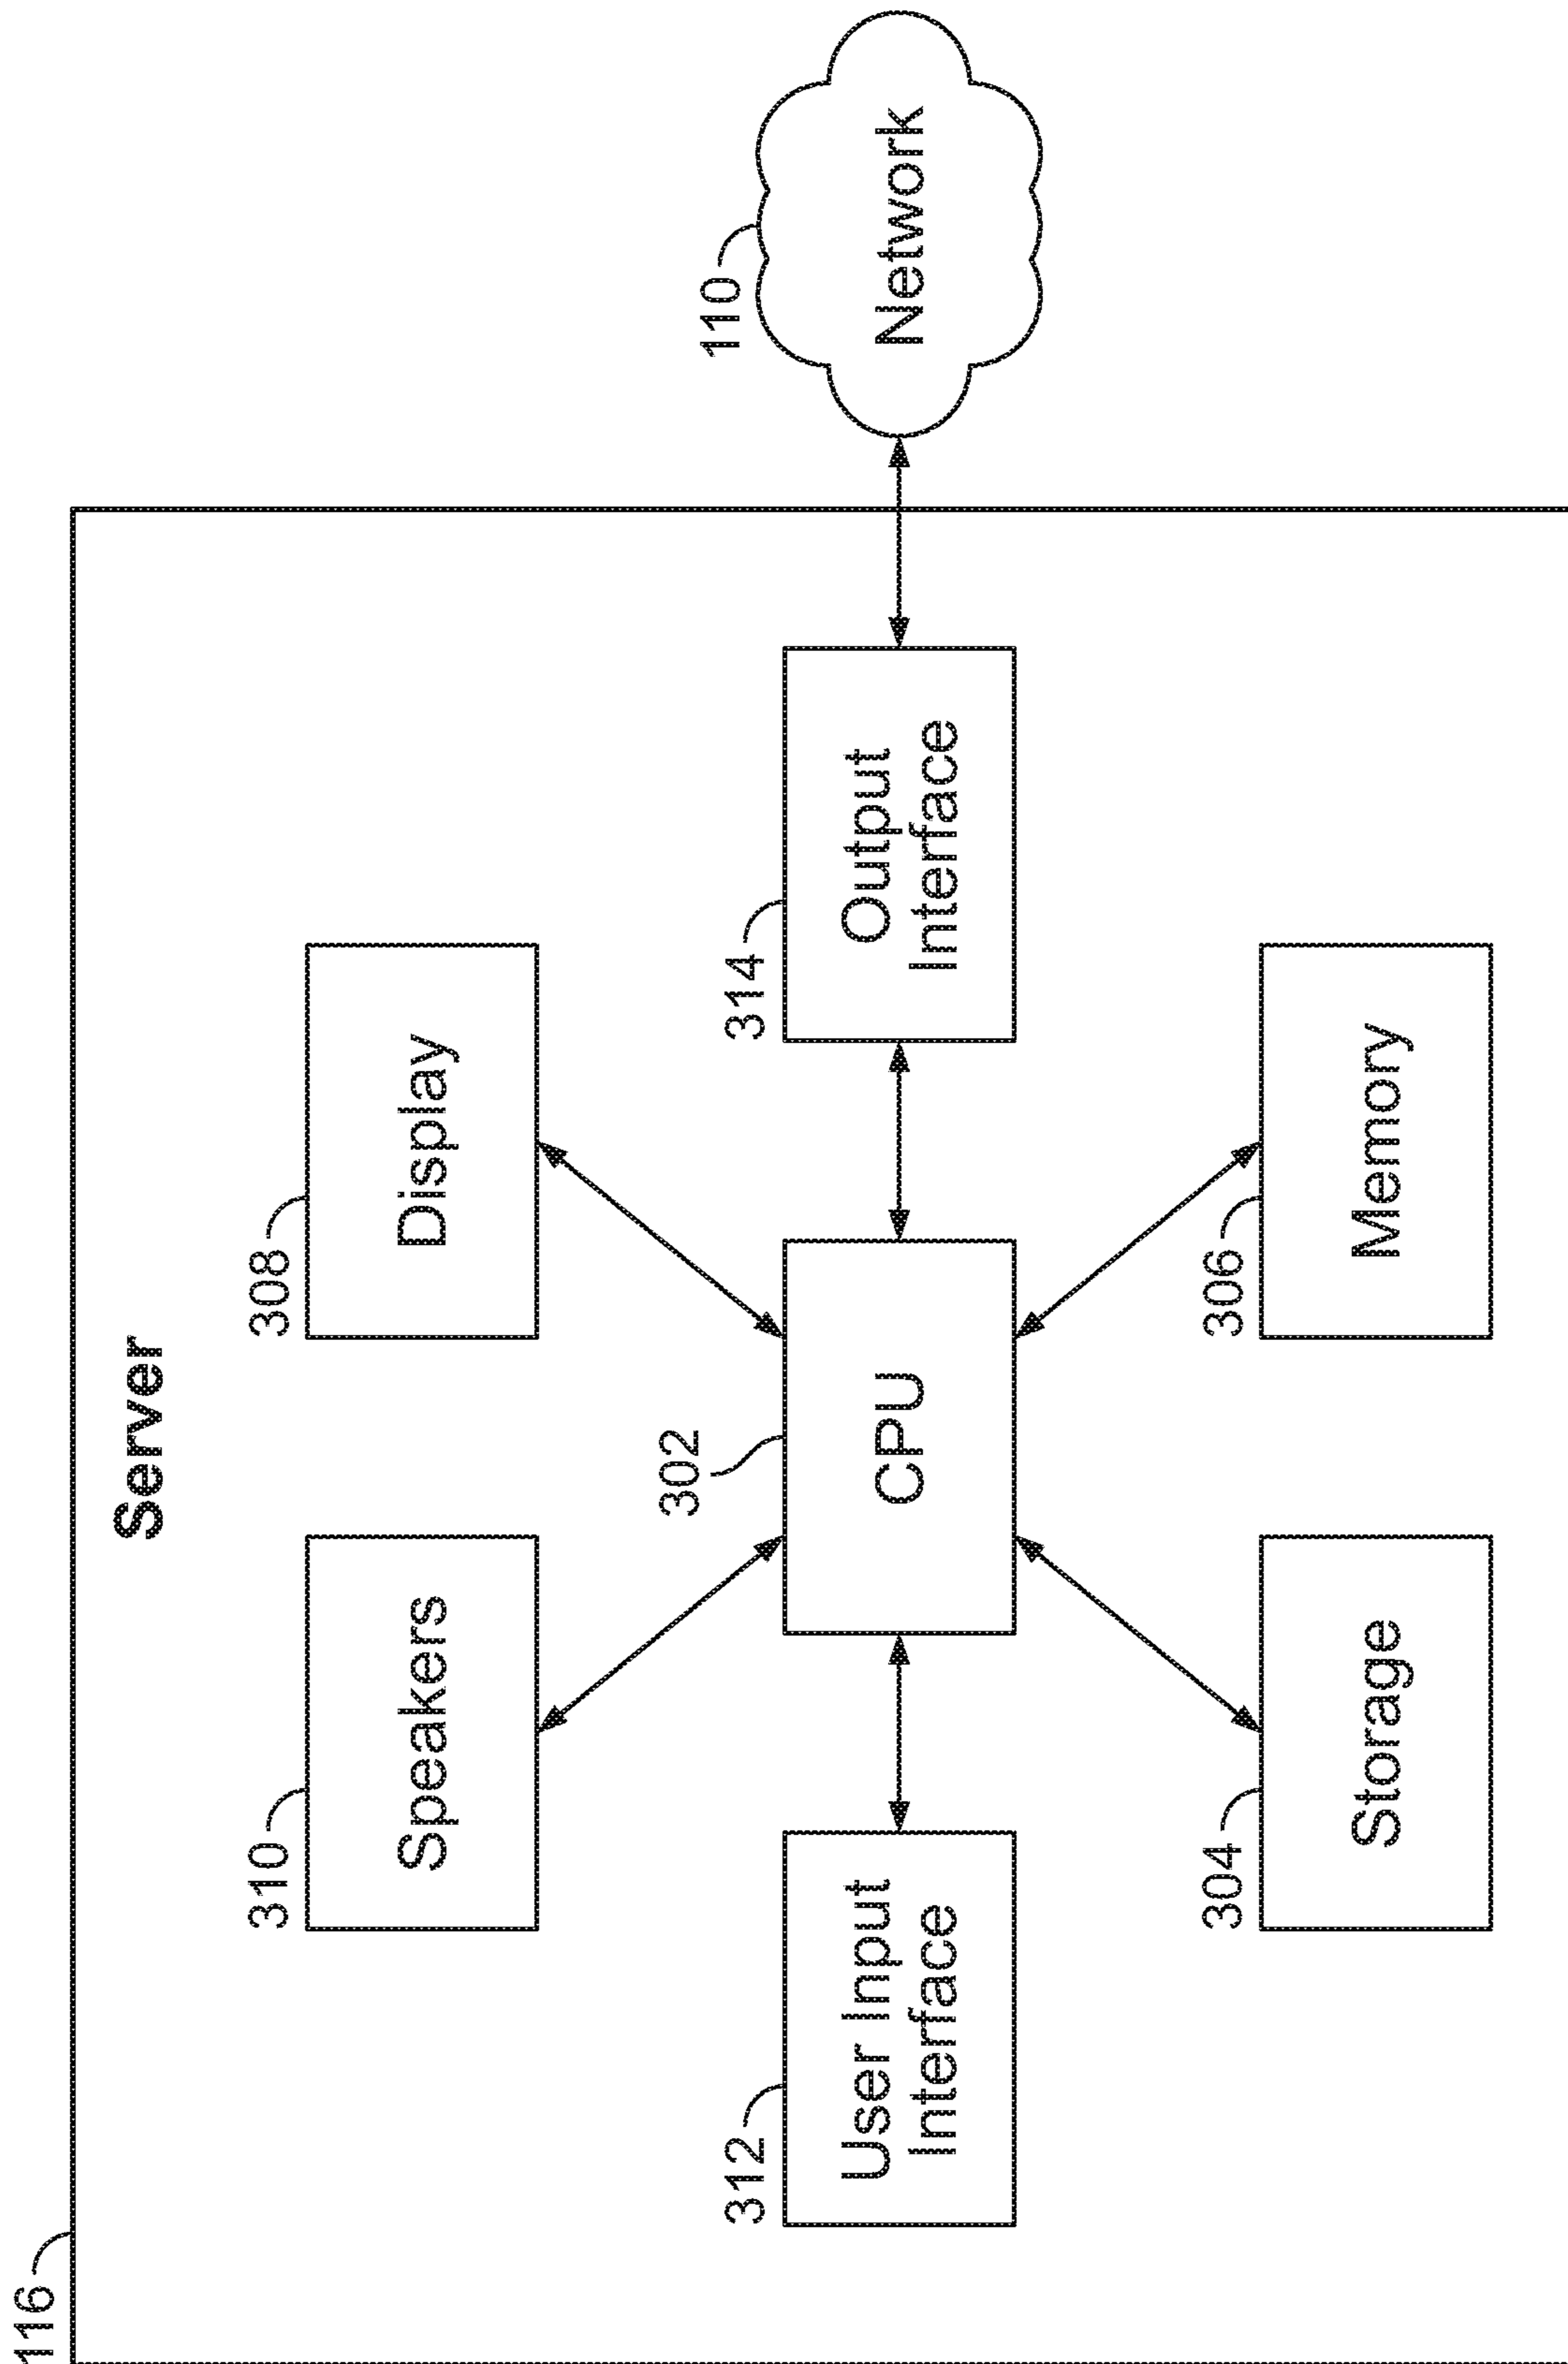 116
Server
310
Speakers
308
Display
302
CPU
312
User Input
Interface
314
Output
Interface
110
Network
304
Storage
306
Memory